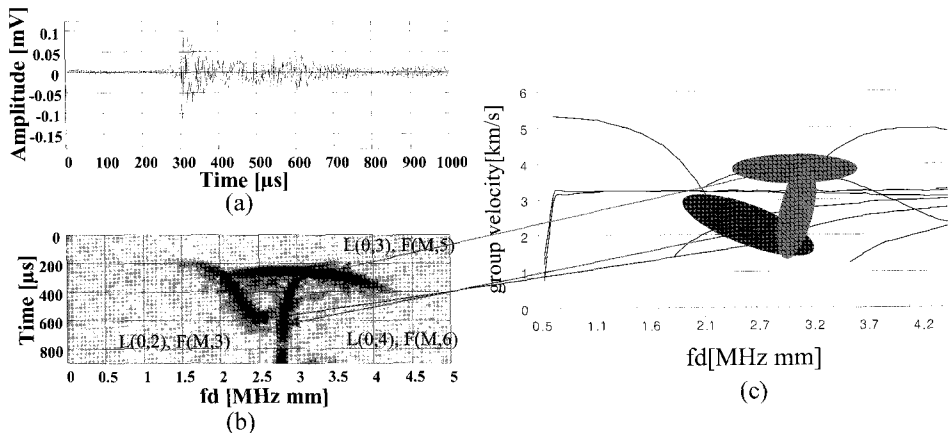 Amplitude [mV]
0.1
0.05
0
-0.05
-0.1
-0.15
0 100 200 300 400 500 600 700 800 900 1000
Time [µs]
(a)
Time [µs]
0
200
400
600
800
L(0,3), F(M,5)
L(0,2), F(M,3)
L(0,4), F(M,6)
0 0.5 1 1.5 2 2.5 3 3.5 4 4.5 5
fd [MHz mm]
(b)
group velocity[km/s]
6
5
4
3
2
1
0
0.5 1.1 1.6 2.1 2.7 3.2 3.7 4.2
fd[MHz mm]
(c)